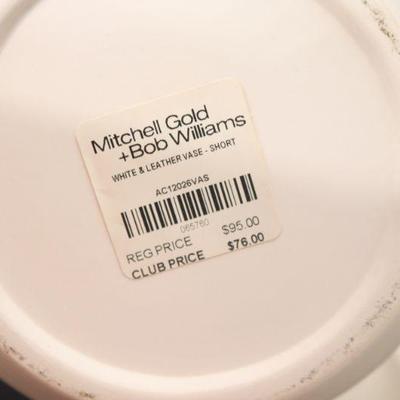 Mitchell Gold
+Bob Williams
WHITE & LEATHER VASE - SHORT
AC12026VAS
065760
REG PRICE $95.00
CLUB PRICE $76.00